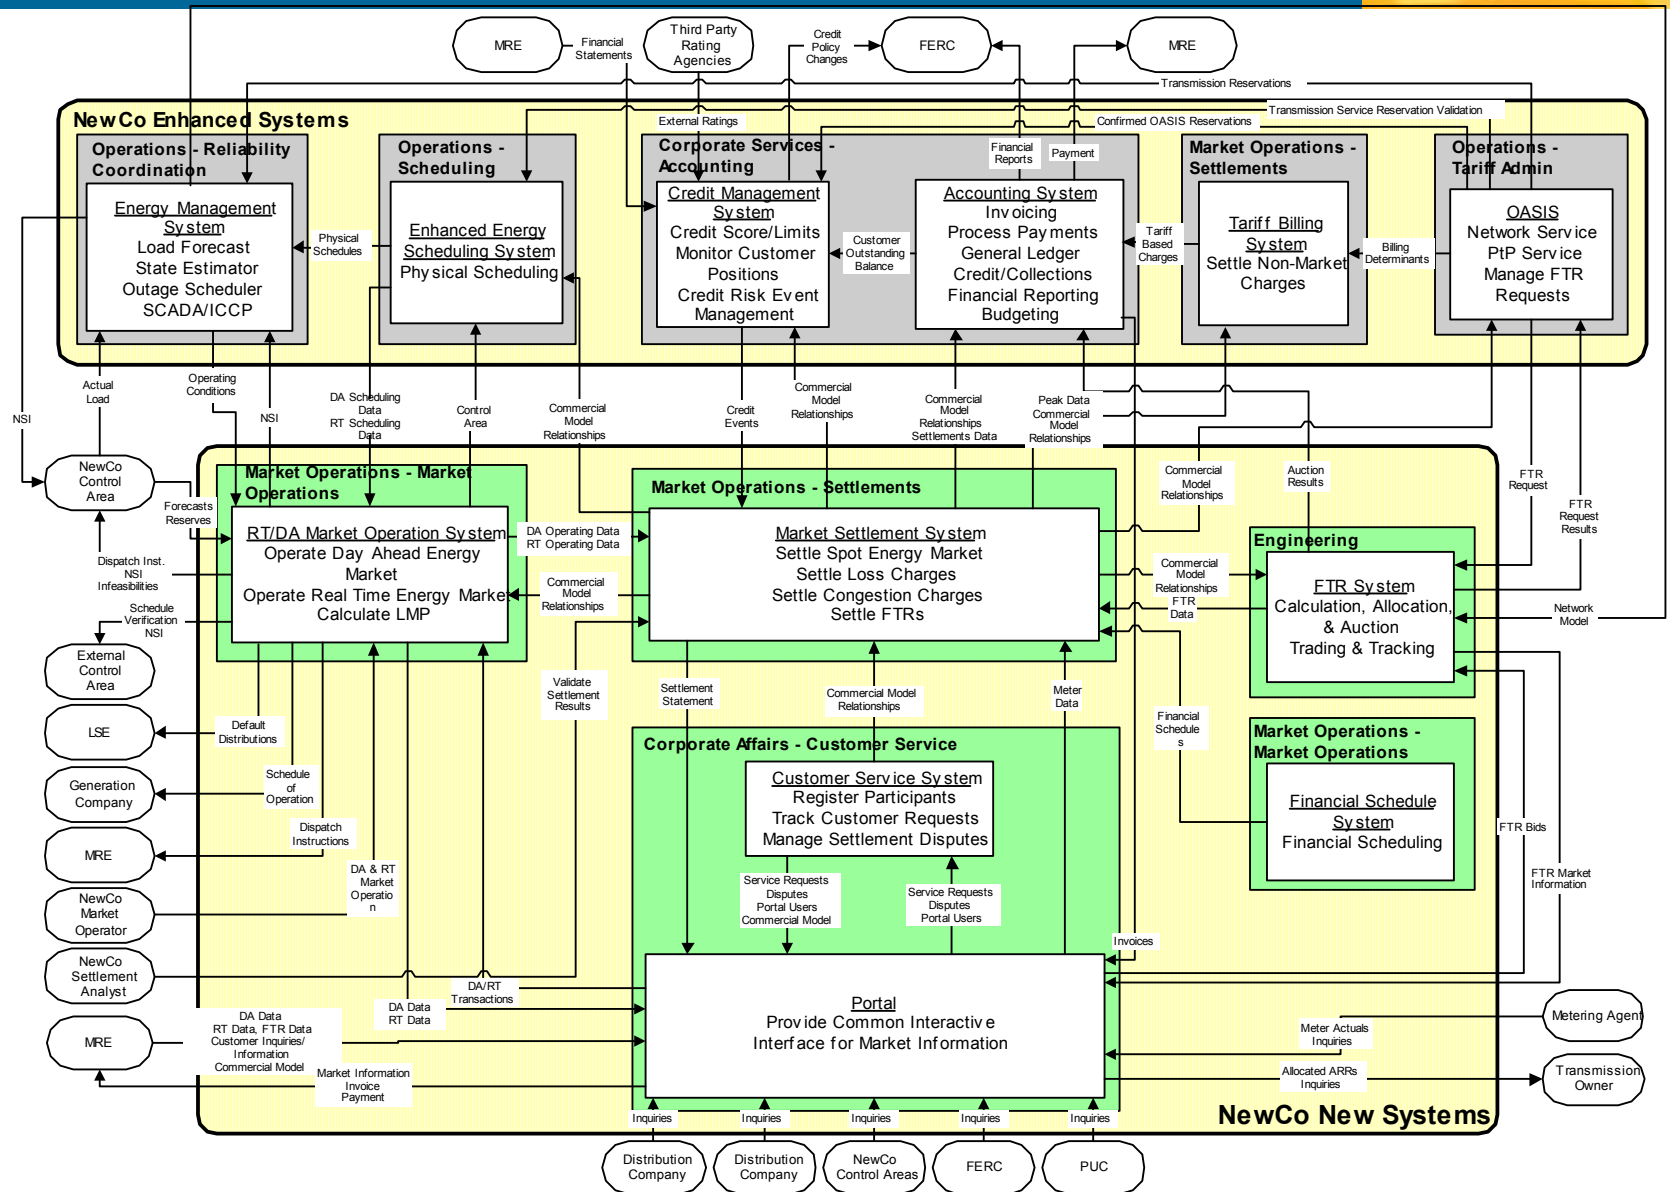 MRE
Financial
Statements
Third Party
Rating
Agencies
Credit
Policy
Changes
FERC
MRE
Transmission Reservations
NewCo Enhanced Systems
External Ratings
Confirmed OASIS Reservations
Transmission Service Reservation Validation
Operations - Reliability
Coordination
Energy Management
System
Load Forecast
State Estimator
Outage Scheduler
SCADA/ICCP
Physical
Schedules
Operations -
Scheduling
Enhanced Energy
Scheduling System
Physical Scheduling
Corporate Services -
Accounting
Financial
Reports
Payment
Credit Management
System
Credit Score/Limits
Monitor Customer
Positions
Credit Risk Event
Management
Customer
Outstanding
Balance
Accounting System
Invoicing
Process Payments
General Ledger
Credit/Collections
Financial Reporting
Budgeting
Tariff
Based
Charges
Market Operations -
Settlements
Tariff Billing
System
Settle Non-Market
Charges
Billing
Determinants
Operations -
Tariff Admin
OASIS
Network Service
PtP Service
Manage FTR
Requests
NSI
Actual
Load
Operating
Conditions
NSI
DA Scheduling
Data
RT Scheduling
Data
Control
Area
Commercial
Model
Relationships
Credit
Events
Commercial
Model
Relationships
Commercial
Model
Relationships
Settlements Data
Peak Data
Commercial
Model
Relationships
Commercial
Model
Relationships
Auction
Results
FTR
Request
FTR
Request
Results
NewCo
Control
Area
Forecasts
Reserves
Dispatch Inst.
NSI
Infeasibilities
Schedule
Verification
NSI
External
Control
Area
Market Operations - Market
Operations
RT/DA Market Operation System
Operate Day Ahead Energy
Market
Operate Real Time Energy Market
Calculate LMP
DA Operating Data
RT Operating Data
Commercial
Model
Relationships
Market Operations - Settlements
Market Settlement System
Settle Spot Energy Market
Settle Loss Charges
Settle Congestion Charges
Settle FTRs
Commercial
Model
Relationships
FTR
Data
Engineering
FTR System
Calculation, Allocation,
& Auction
Trading & Tracking
Network
Model
LSE
Default
Distributions
Generation
Company
Schedule
of
Operation
MRE
Dispatch
Instructions
NewCo
Market
Operator
DA & RT
Market
Operatio
n
NewCo
Settlement
Analyst
Validate
Settlement
Results
Settlement
Statement
Commercial Model
Relationships
Meter
Data
Financial
Schedule
s
Market Operations -
Market Operations
Financial Schedule
System
Financial Scheduling
FTR Bids
FTR Market
Information
Corporate Affairs - Customer Service
Customer Service System
Register Participants
Track Customer Requests
Manage Settlement Disputes
Service Requests
Disputes
Portal Users
Commercial Model
Service Requests
Disputes
Portal Users
Invoices
DA/RT
Transactions
DA Data
RT Data
Portal
Provide Common Interactive
Interface for Market Information
MRE
DA Data
RT Data, FTR Data
Customer Inquiries/
Information
Commercial Model
Market Information
Invoice
Payment
Meter Actuals
Inquiries
Metering Agent
Allocated ARRs
Inquiries
Transmission
Owner
NewCo New Systems
Inquiries
Inquiries
Inquiries
Inquiries
Inquiries
Distribution
Company
Distribution
Company
NewCo
Control Areas
FERC
PUC